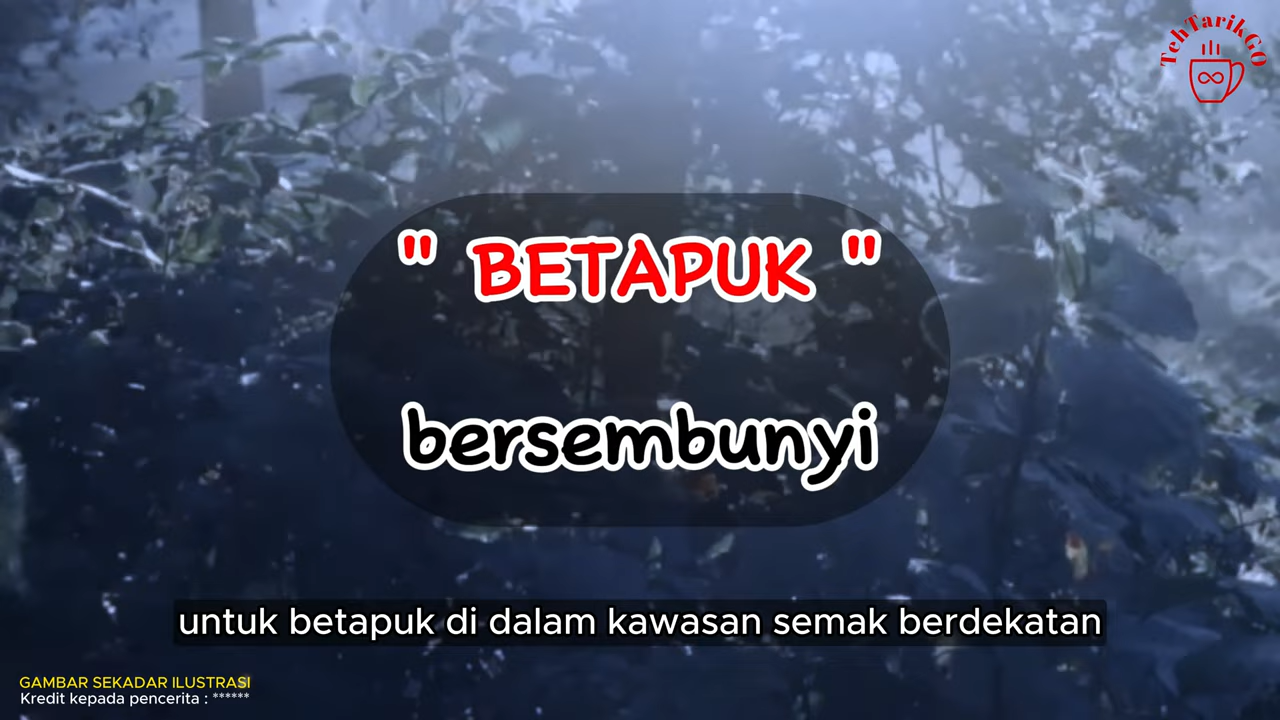 TehTarikGO
" BETAPUK "
bersembunyi
untuk betapuk di dalam kawasan semak berdekatan
GAMBAR SEKADAR ILUSTRASI
Kredit kepada pencerita : ******